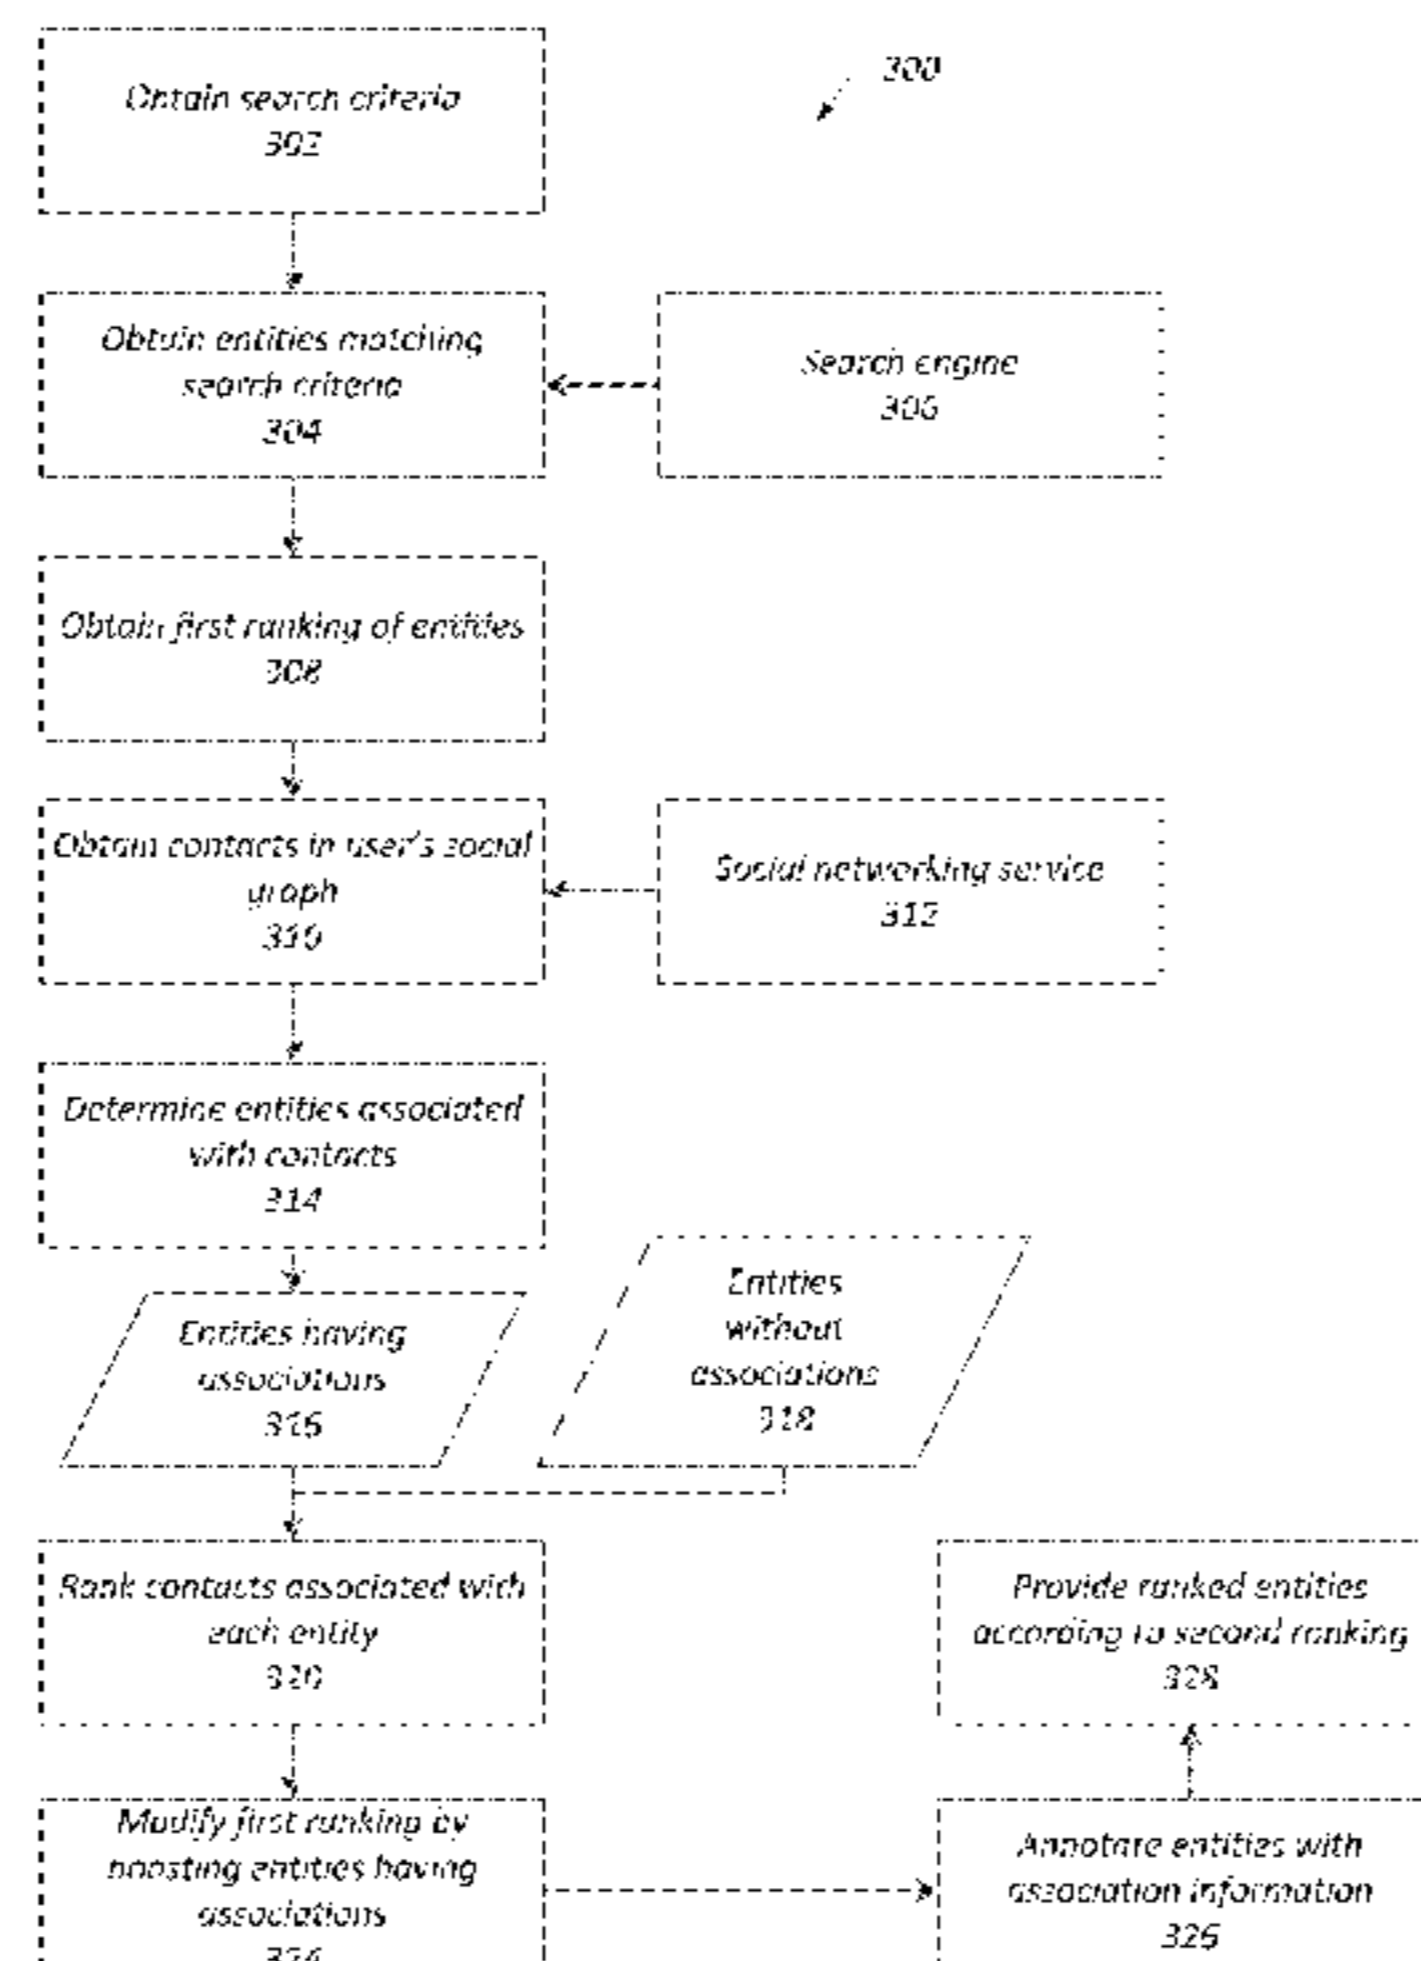 300
Obtain search criteria
302
Obtain entities matching
search criteria
304
Search engine
306
Obtain first ranking of entities
308
Obtain contacts in user's social
graph
310
Social networking service
312
Determine entities associated
with contacts
314
Entities having
associations
316
Entities
without
associations
318
Rank contacts associated with
each entity
320
Modify first ranking by
boosting entities having
associations
324
Annotate entities with
association information
326
Provide ranked entities
according to second ranking
328